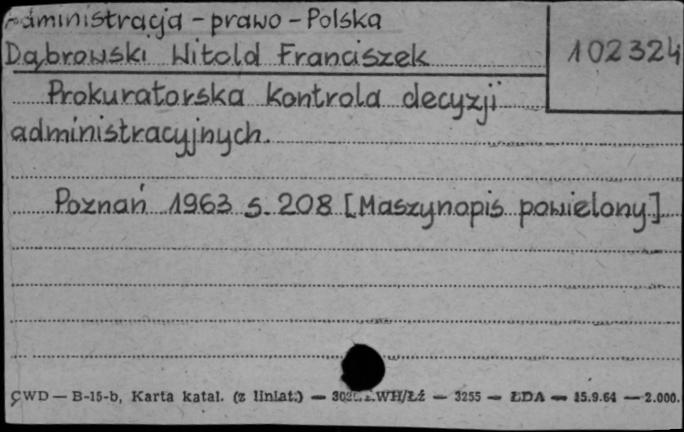 Administracja - prawo - Polska
Dąbrowski Witold Franciszek
102324
Prokuratorska kontrola decyzji
administracyjnych.
Poznań 1963 s. 208 [Maszynopis powielony]
CWD — B-15-b, Karta katal. (z liniat.) — WH/Łź — 3255 — ŁDA — 15.9.64 — 2.000.